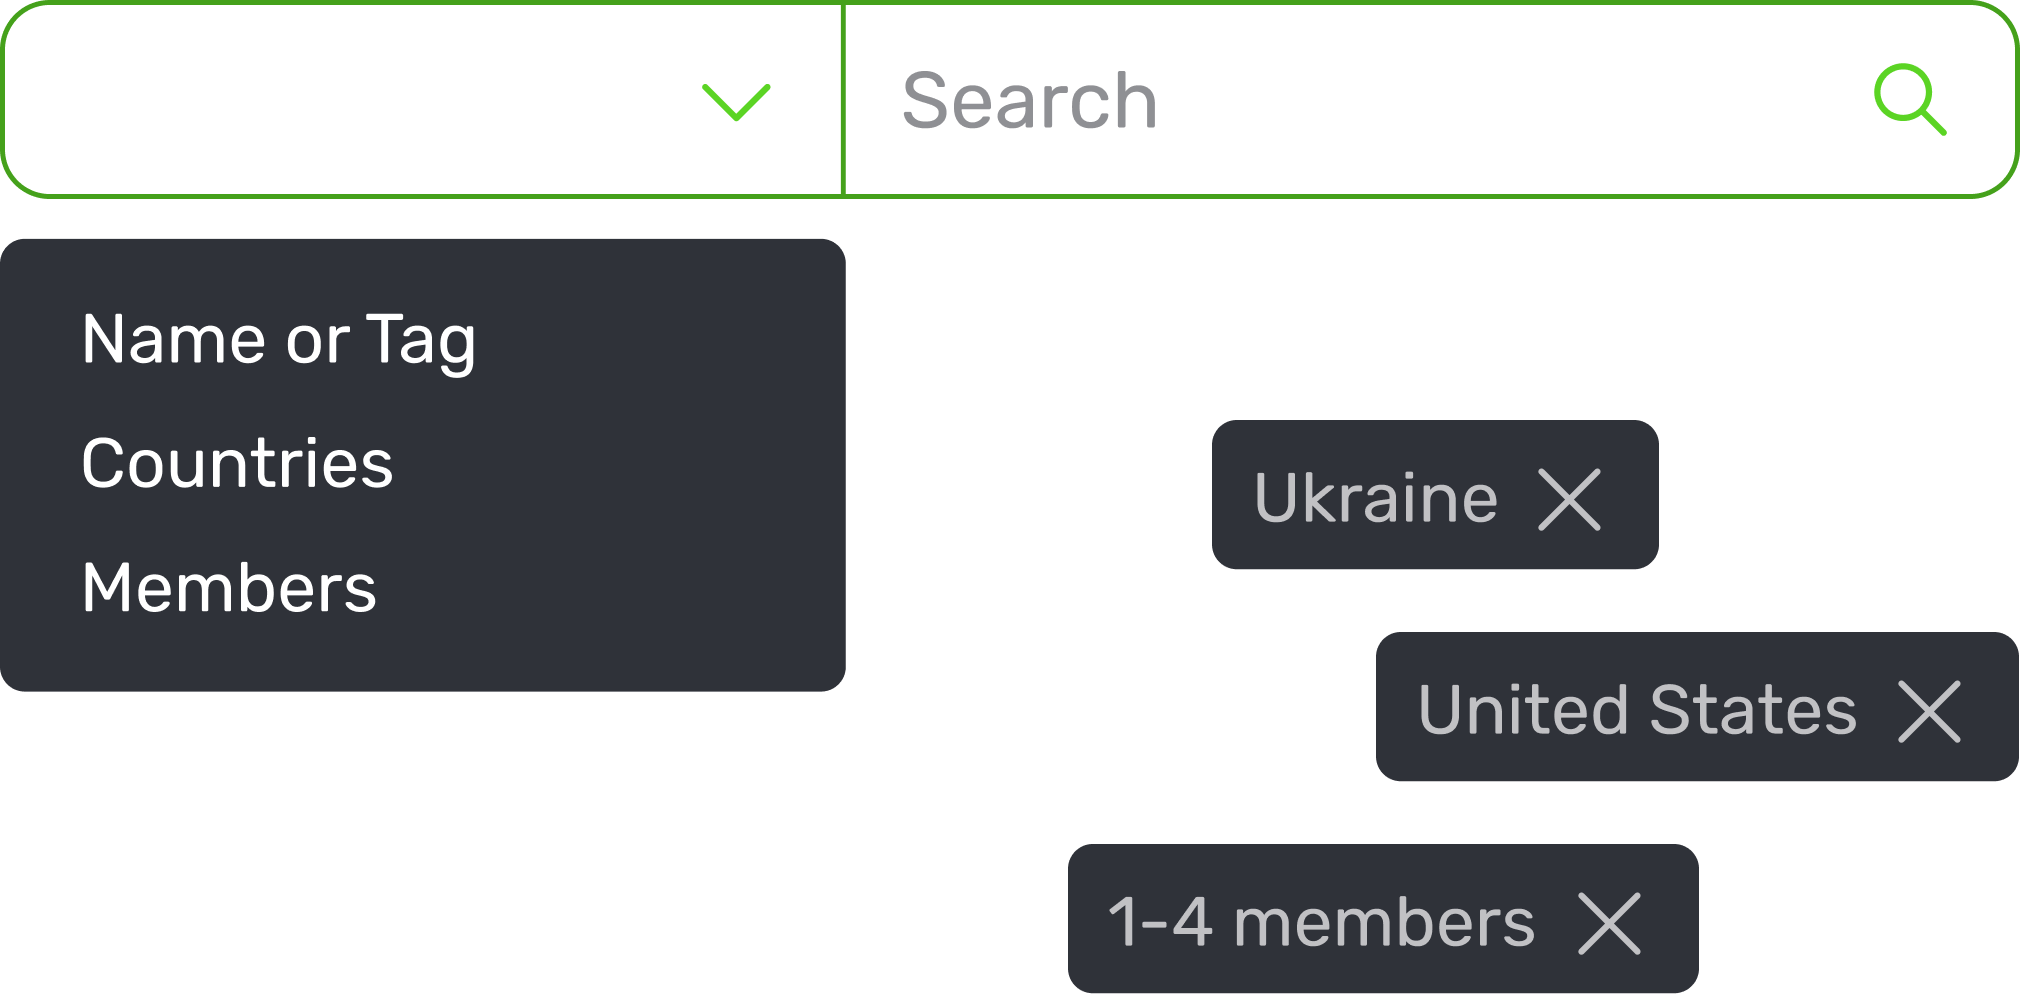 Search
Name or Tag
Countries
Members
Ukraine
United States
1-4 members